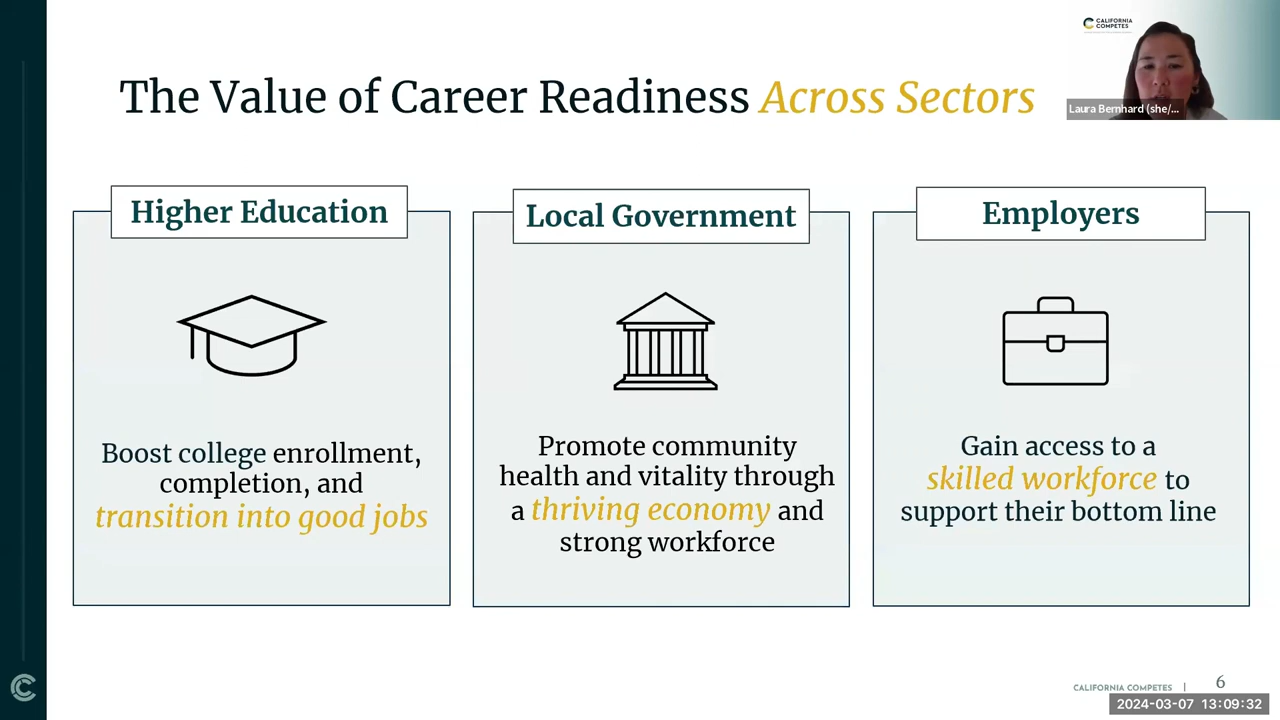 CALIFORNIA
COMPETES
The Value of Career Readiness Across Sectors
Laura Bernhard (she/...
Higher Education
Boost college enrollment,
completion, and
transition into good jobs
Local Government
Promote community
health and vitality through
a thriving economy and
strong workforce
Employers
Gain access to a
skilled workforce to
support their bottom line
CALIFORNIA COMPETES | 6
2024-03-07 13:09:32